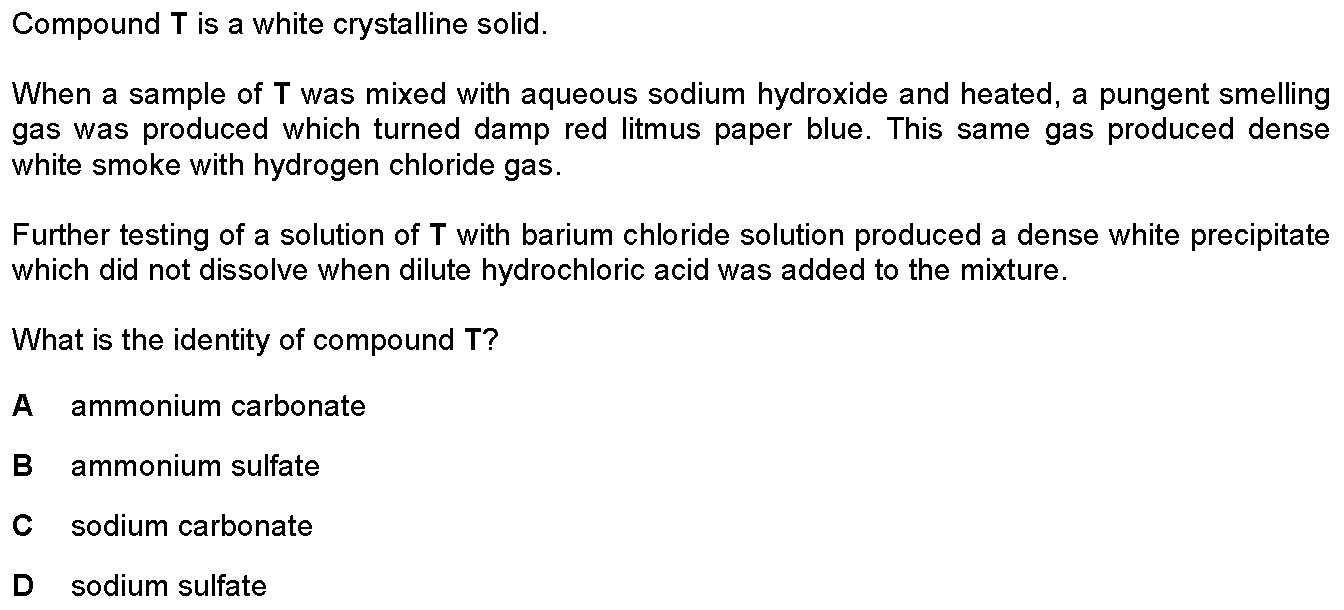 Compound T is a white crystalline solid.
When a sample of T was mixed with aqueous sodium hydroxide and heated, a pungent smelling
gas was produced which turned damp red litmus paper blue. This same gas produced dense
white smoke with hydrogen chloride gas.
Further testing of a solution of T with barium chloride solution produced a dense white precipitate
which did not dissolve when dilute hydrochloric acid was added to the mixture.
What is the identity of compound T?
A ammonium carbonate
B ammonium sulfate
C sodium carbonate
D sodium sulfate